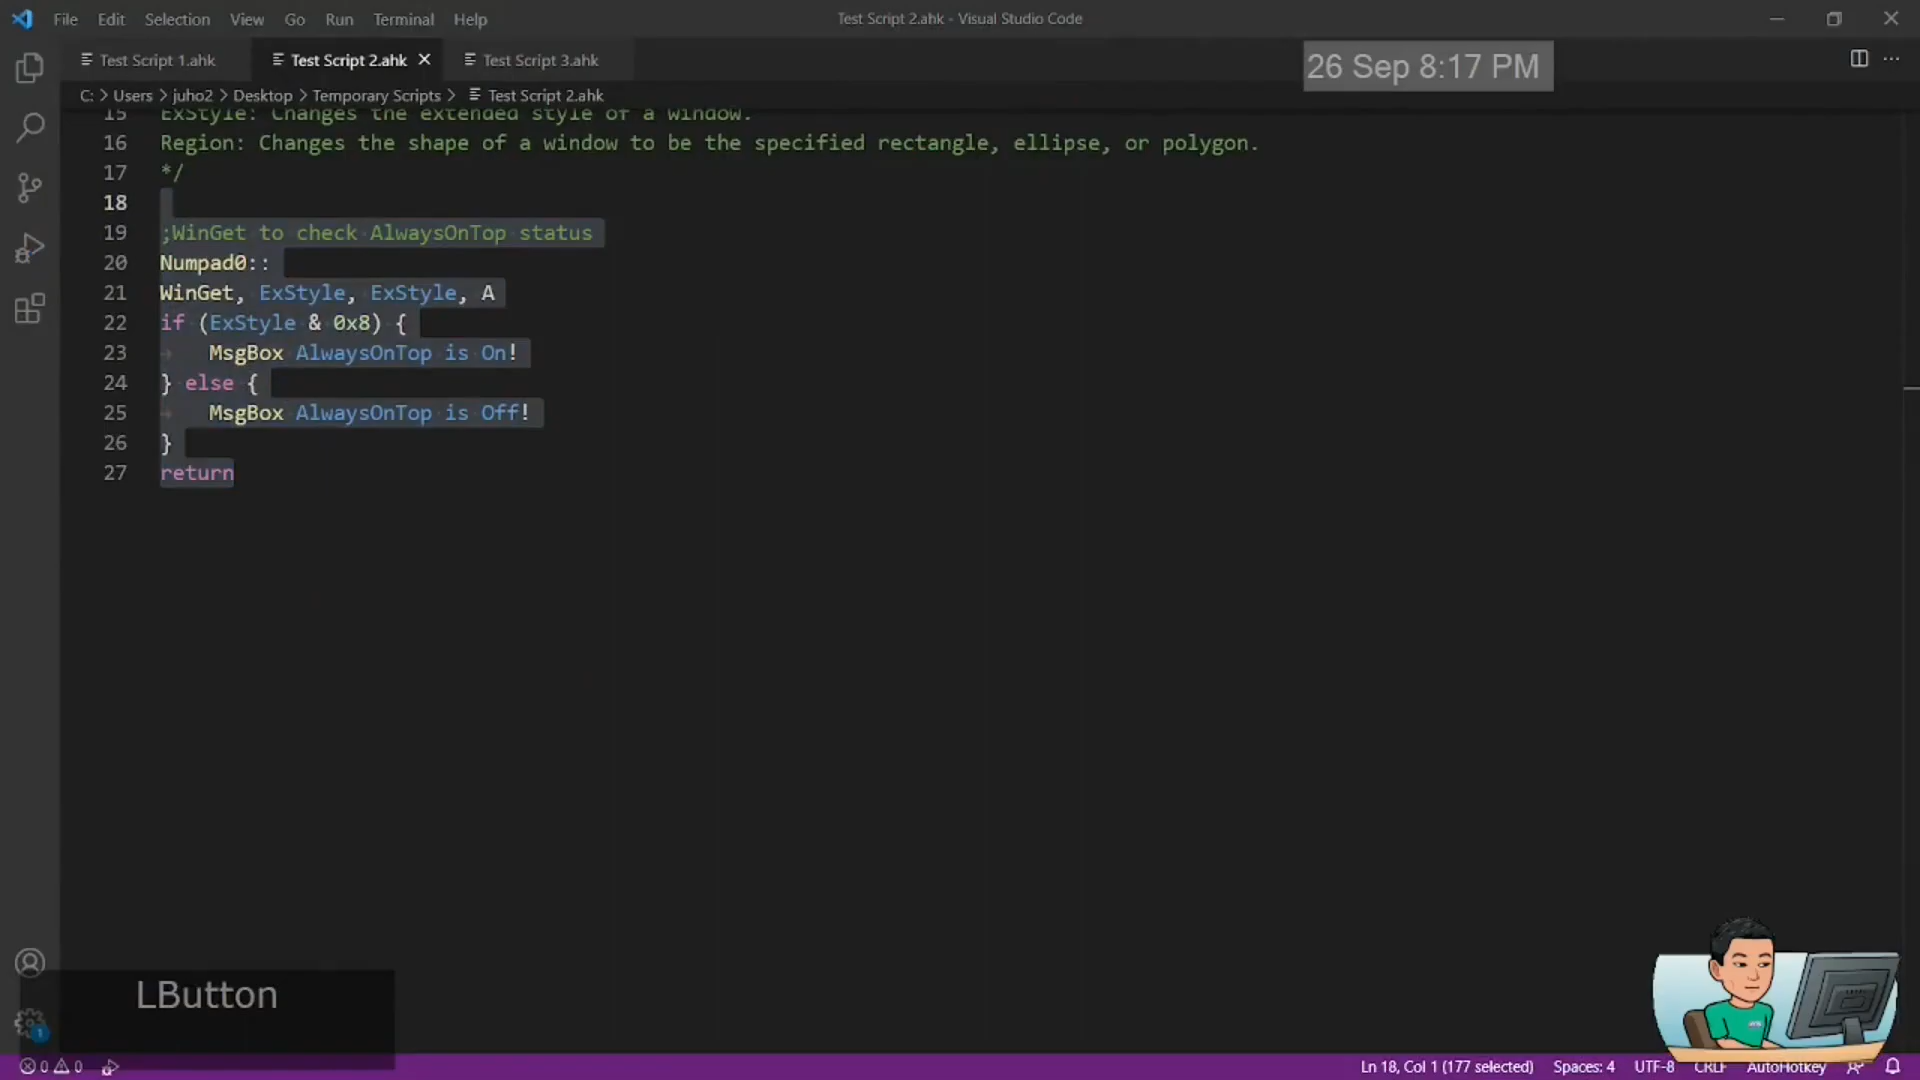 File Edit Selection View Go Run Terminal Help
Test Script 2.ahk - Visual Studio Code
Test Script 1.ahk Test Script 2.ahk Test Script 3.ahk
26 Sep 8:17 PM
C: > Users > juho2 > Desktop > Temporary Scripts > Test Script 2.ahk
15 ExStyle: Changes the extended style of a window.
16 Region: Changes the shape of a window to be the specified rectangle, ellipse, or polygon.
17 */
18
19 ;WinGet to check AlwaysOnTop status
20 Numpad0::
21 WinGet, ExStyle, ExStyle, A
22 if (ExStyle & 0x8) {
23 MsgBox AlwaysOnTop is On!
24 } else {
25 MsgBox AlwaysOnTop is Off!
26 }
27 return
LButton
1
0 0
Ln 18, Col 1 (177 selected) Spaces: 4 UTF-8 CRLF AutoHotkey